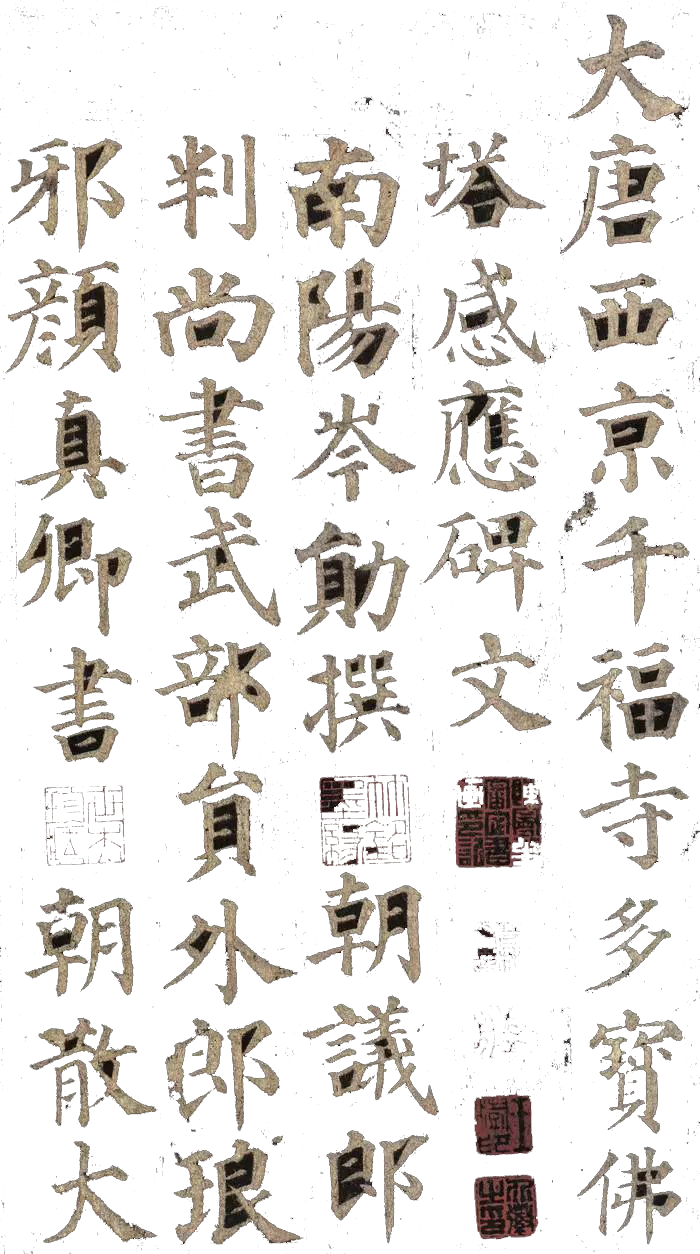 大唐西京千福寺多寶佛
塔感應碑文
南陽岑勛撰朝議郎
判尚書武部員外郎琅
邪顏真卿書朝散大